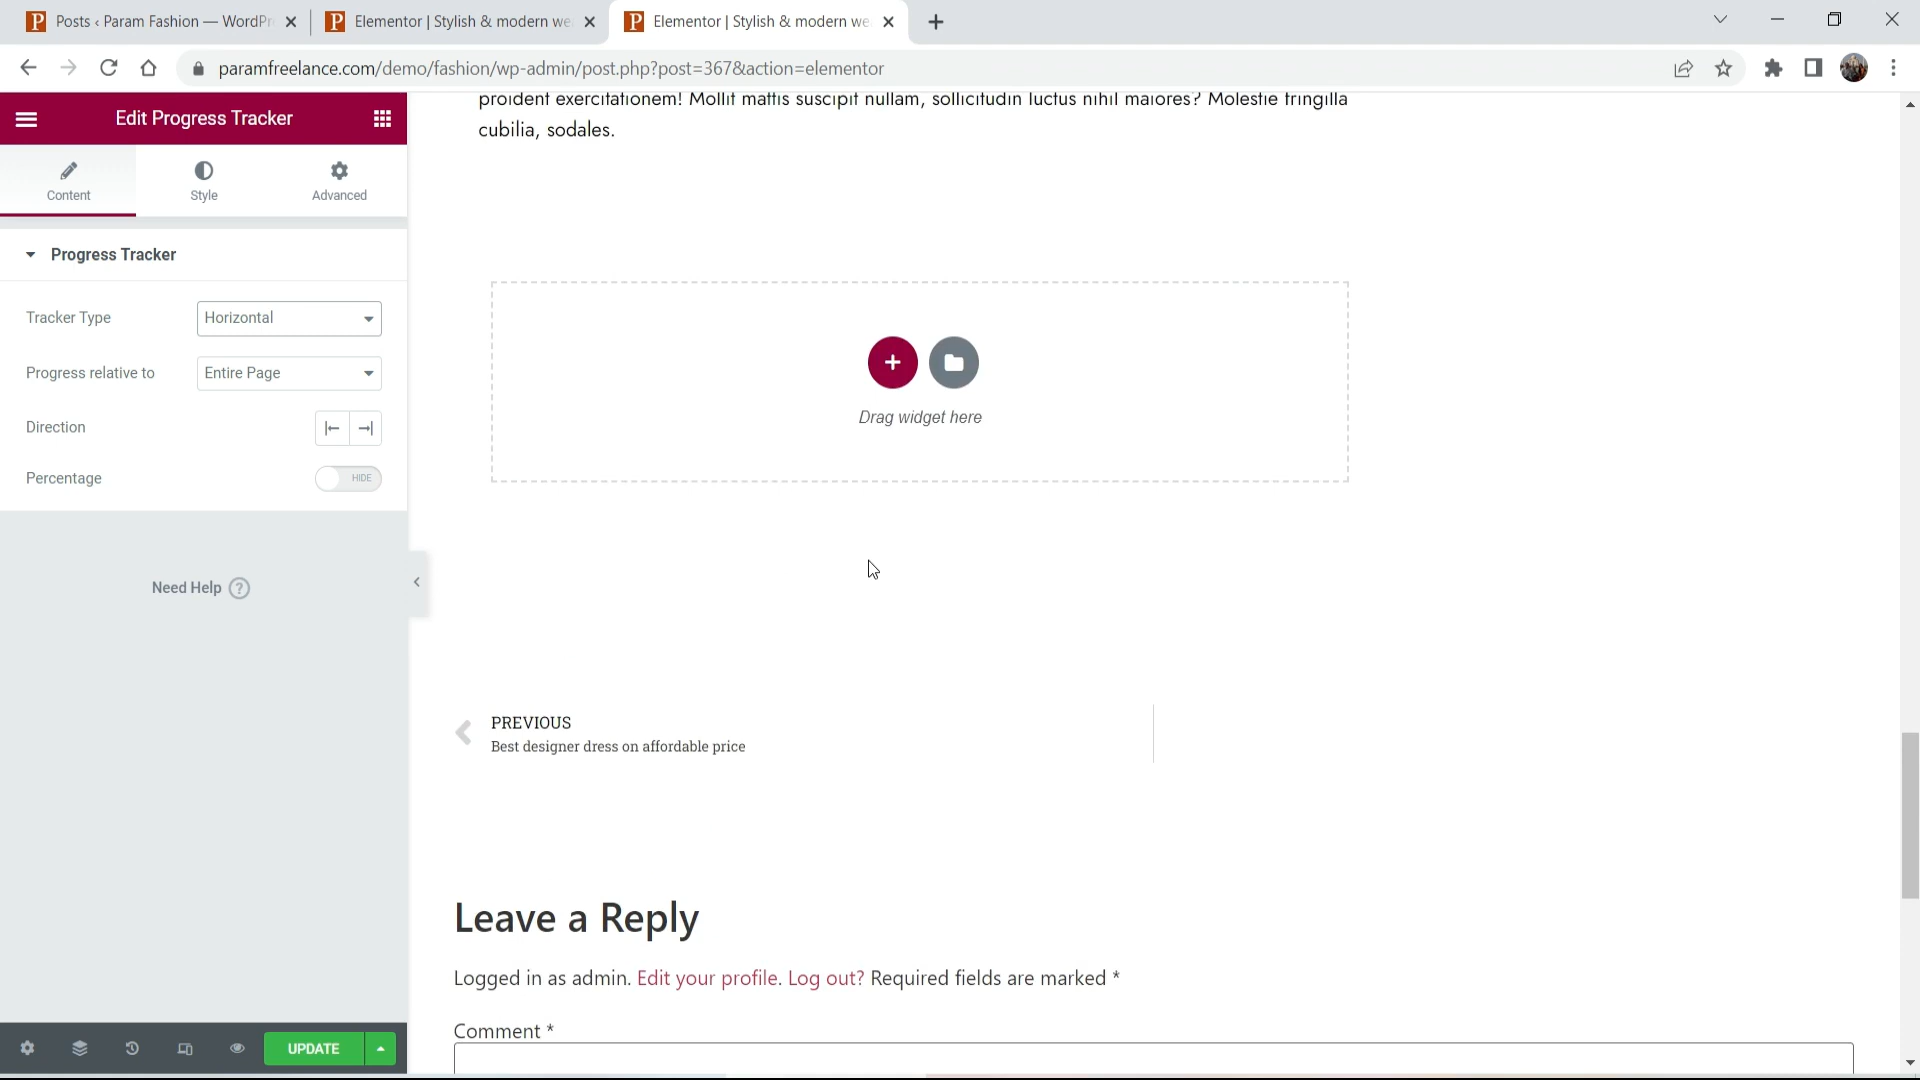 Posts ‹ Param Fashion — WordPr
Elementor | Stylish & modern we
Elementor | Stylish & modern we
paramfreelance.com/demo/fashion/wp-admin/post.php?post=367&action=elementor
Edit Progress Tracker
Content
Style
Advanced
Progress Tracker
Tracker Type
Horizontal
Progress relative to
Entire Page
Direction
Percentage
HIDE
Need Help ?
UPDATE
proident exercitationem! Mollit mattis suscipit nullam, sollicitudin luctus nihil maiores? Molestie fringilla
cubilia, sodales.
Drag widget here
PREVIOUS
Best designer dress on affordable price
Leave a Reply
Logged in as admin. Edit your profile. Log out? Required fields are marked *
Comment *